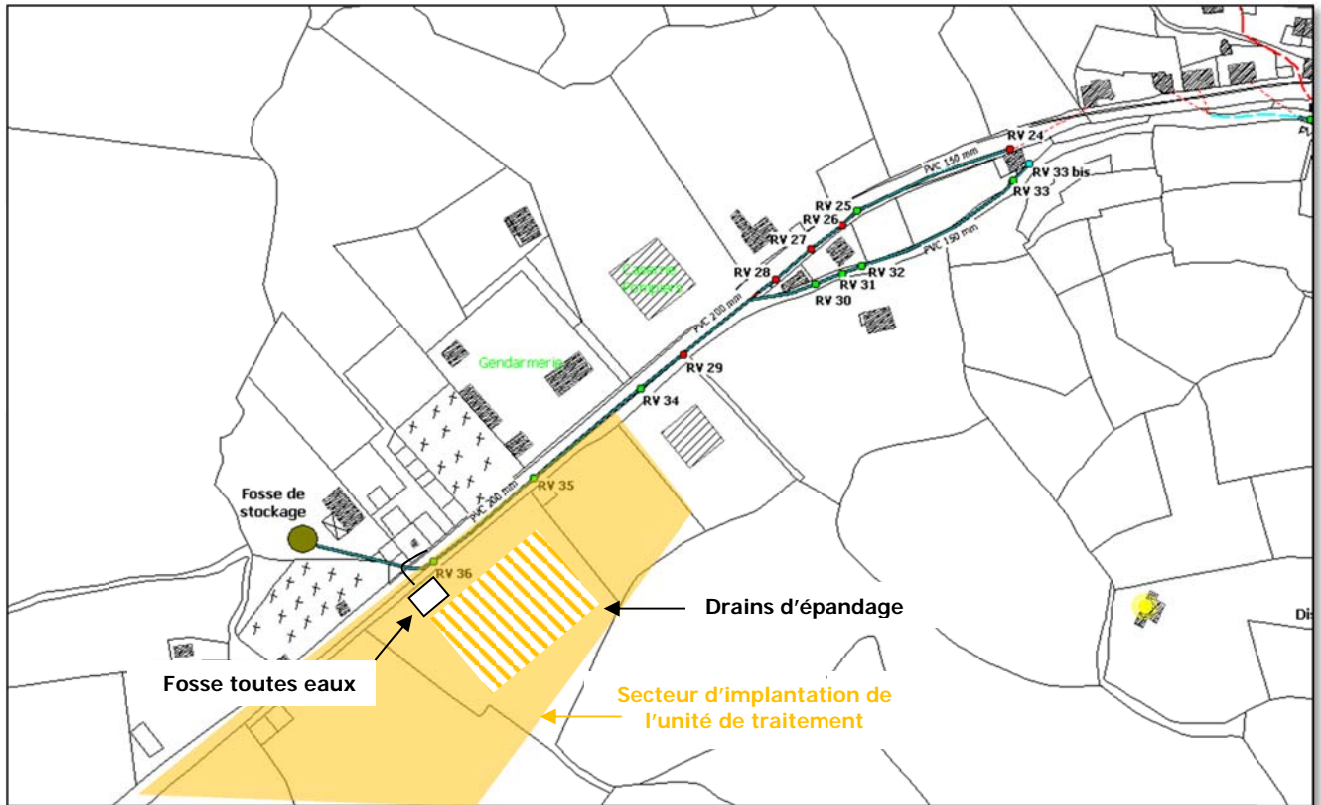 RV 24
PVC 150 mm
RV 33 bis
RV 33
RV 25
RV 26
PVC 150 mm
RV 27
RV 32
RV 28
RV 31
RV 30
Caserne
Pompiers
PVC 200 mm
Gendarmerie
RV 29
RV 34
RV 35
PVC 200 mm
Fosse de
stockage
RV 36
Drains d'épandage
Fosse toutes eaux
Secteur d'implantation de
l'unité de traitement